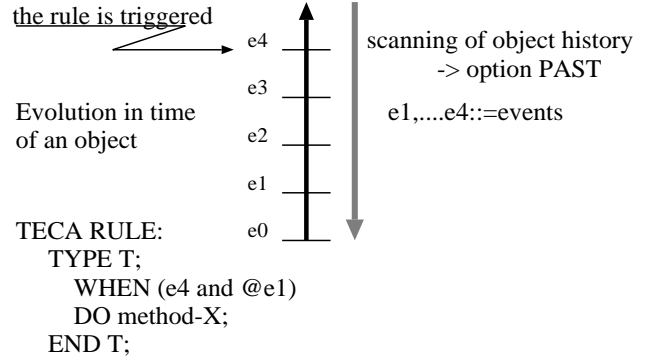 the rule is triggered
e4
scanning of object history
-> option PAST
e3
Evolution in time
of an object
e1,....e4::=events
e2
e1
e0
TECA RULE:
TYPE T;
WHEN (e4 and @e1)
DO method-X;
END T;